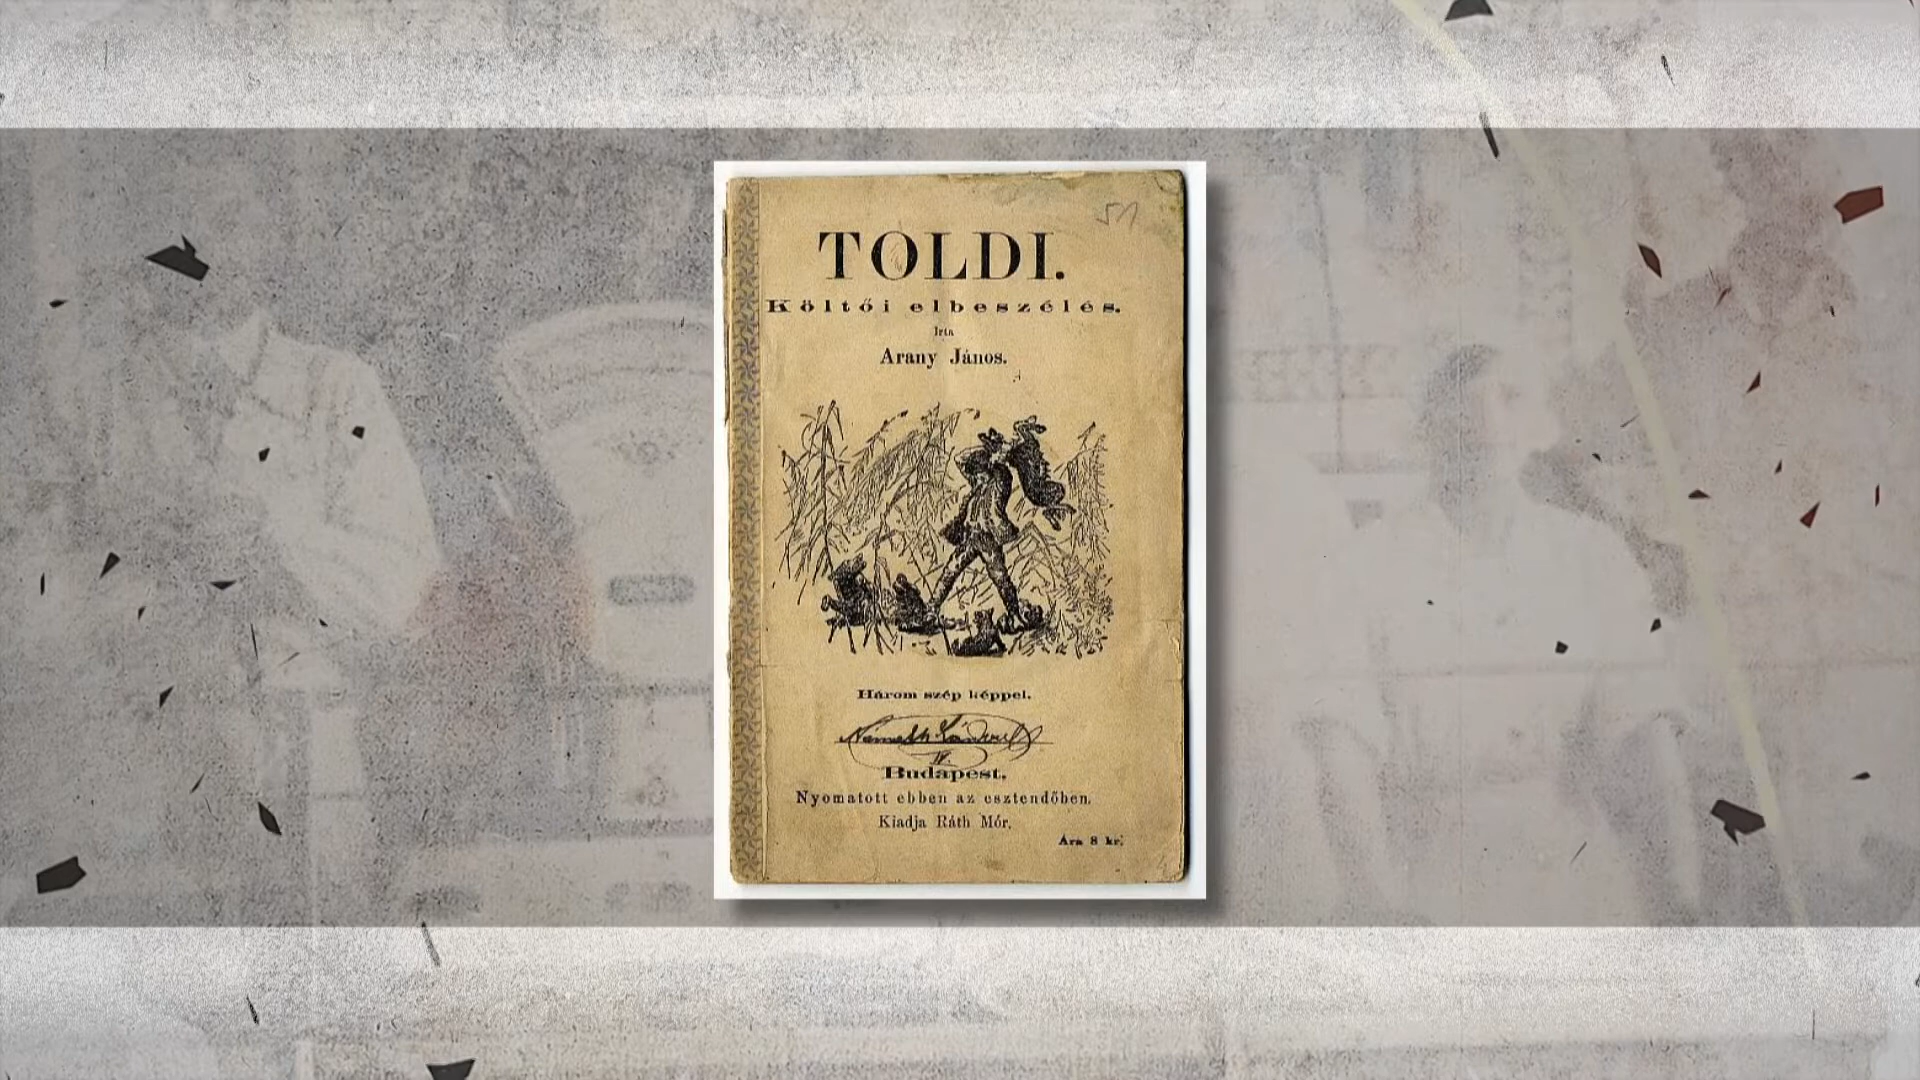 51
TOLDI.
Költői elbeszélés.
Irta
Arany János.
Három szép képpel.
Budapest.
Nyomatott ebben az esztendőben.
Kiadja Ráth Mór.
Ára 8 kr.